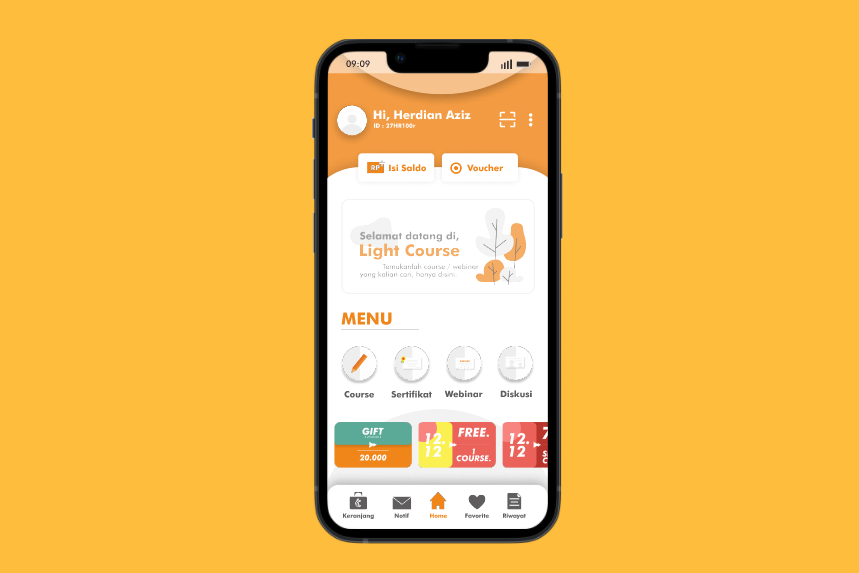 09:09
Hi, Herdian Aziz
ID : 37HR100r
RP
Isi Saldo
Voucher
Selamat datang di,
Light Course
Temukanlah course / webinar
yang kalian cari, hanya disini.
MENU
Course
Sertifikat
Webinar
Diskusi
GIFT
20.000
12.
12
FREE.
1
COURSE.
12.
12
Keranjang
Notif
Home
Favorite
Riwayat